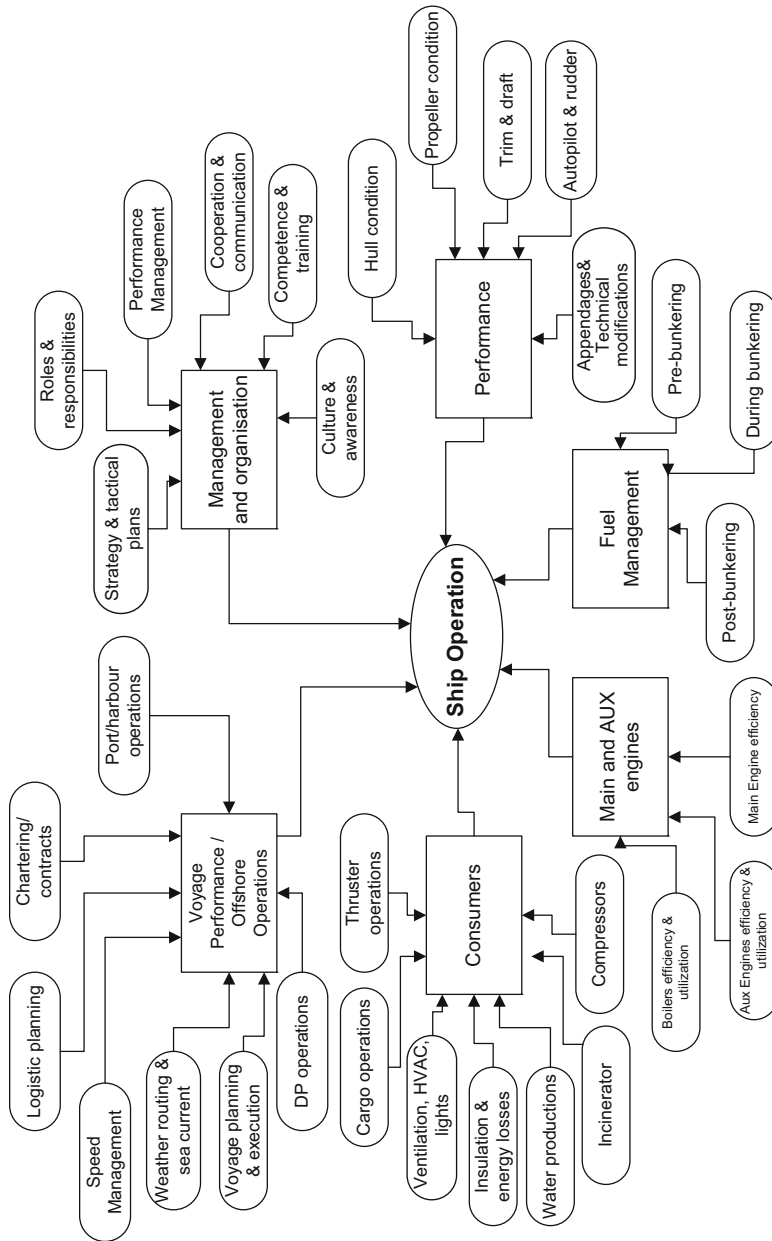 Logistic planning
Chartering/
contracts
Speed
Management
Port/harbour
operations
Weather routing &
sea current
Voyage planning
& execution
DP operations
Voyage
Performance /
Offshore
Operations
Strategy & tactical
plans
Roles &
responsibilities
Performance
Management
Cooperation &
communication
Competence &
training
Culture &
awareness
Management
and organisation
Ship Operation
Cargo operations
Thruster
operations
Ventilation, HVAC,
lights
Insulation &
energy losses
Water productions
Incinerator
Compressors
Consumers
Main and AUX
engines
Boilers efficiency &
utilization
Aux Engines efficiency &
utilization
Main Engine efficiency
Fuel
Management
Post-bunkering
Pre-bunkering
During bunkering
Performance
Hull condition
Propeller condition
Trim & draft
Autopilot & rudder
Appendages&
Technical
modifications